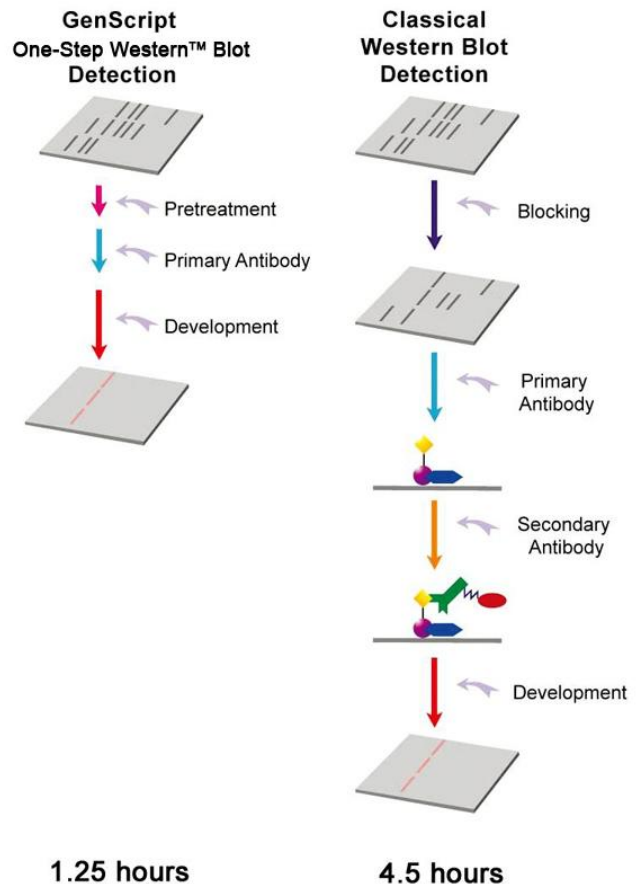 GenScript
One-Step Western™ Blot
Detection
Pretreatment
Primary Antibody
Development
1.25 hours
Classical
Western Blot
Detection
Blocking
Primary
Antibody
Secondary
Antibody
Development
4.5 hours